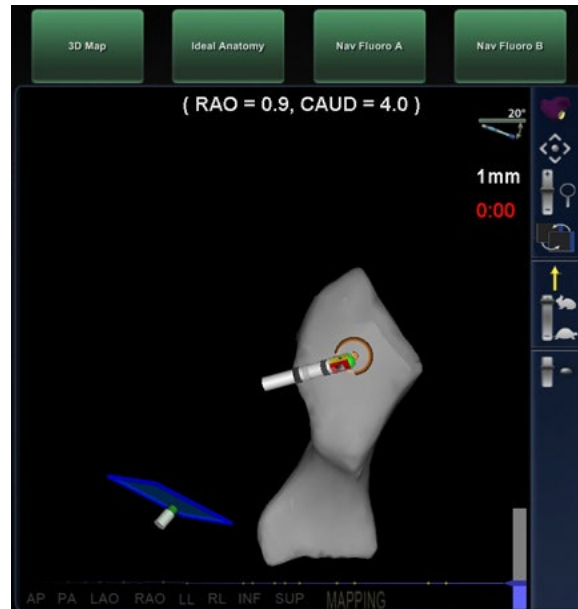 3D Map Ideal Anatomy Nav Fluoro A Nav Fluoro B
( RAO = 0.9, CAUD = 4.0 )
20°
1mm
0:00
AP PA LAO RAO LL RL INF SUP MAPPING